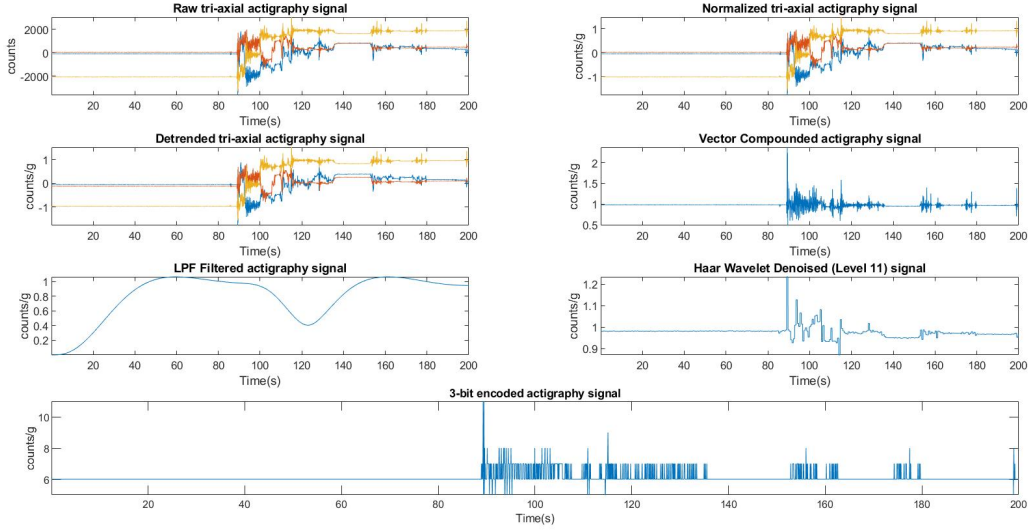 Raw tri-axial actigraphy signal
counts
2000
0
-2000
20 40 60 80 100 120 140 160 180 200
Time(s)
Normalized tri-axial actigraphy signal
counts/g
1
0
-1
20 40 60 80 100 120 140 160 180 200
Time(s)
Detrended tri-axial actigraphy signal
counts/g
1
0
-1
20 40 60 80 100 120 140 160 180 200
Time(s)
Vector Compounded actigraphy signal
counts/g
2
1.5
1
0.5
20 40 60 80 100 120 140 160 180 200
Time(s)
LPF Filtered actigraphy signal
counts/g
1
0.8
0.6
0.4
0.2
20 40 60 80 100 120 140 160 180 200
Time(s)
Haar Wavelet Denoised (Level 11) signal
counts/g
1.2
1.1
1
0.9
20 40 60 80 100 120 140 160 180 200
Time(s)
3-bit encoded actigraphy signal
counts/g
10
8
6
20 40 60 80 100 120 140 160 180 200
Time(s)